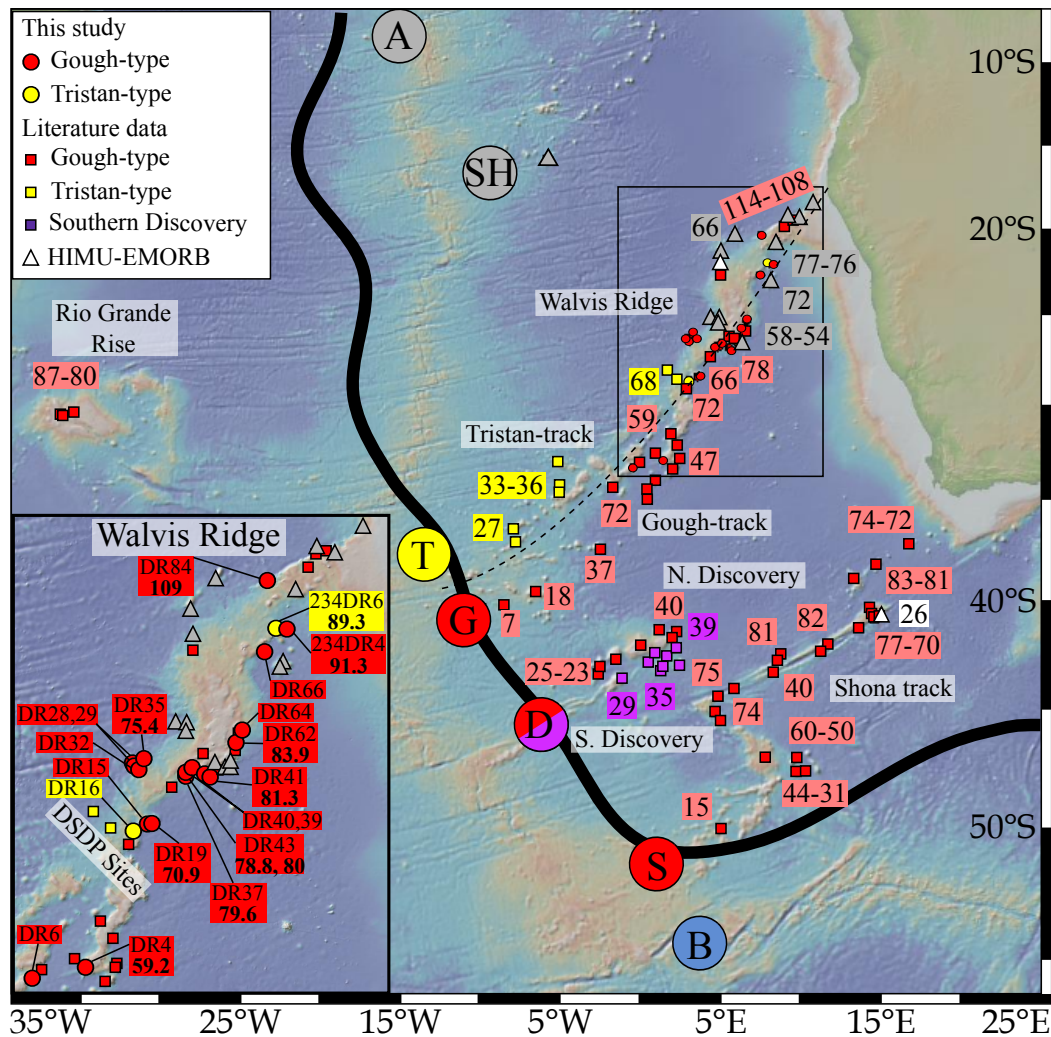 This study
Gough-type
Tristan-type
Literature data
Gough-type
Tristan-type
Southern Discovery
HIMU-EMORB
A
SH
10°S
20°S
40°S
50°S
114-108
66
77-76
72
58-54
Walvis Ridge
78
66
68
72
59
47
Rio Grande
Rise
87-80
Tristan-track
33-36
27
72
Gough-track
37
T
G
18
7
N. Discovery
40
39
25-23
29
35
75
D
S. Discovery
74-72
83-81
26
82
77-70
81
40
Shona track
74
60-50
44-31
15
S
B
Walvis Ridge
DR84
109
234DR6
89.3
234DR4
91.3
DR66
DR35
75.4
DR28,29
DR64
DR32
DR62
83.9
DR15
DR41
81.3
DR16
DR40,39
DSDP Sites
DR19
70.9
DR43
78.8, 80
DR37
79.6
DR6
DR4
59.2
35°W
25°W
15°W
5°W
5°E
15°E
25°E